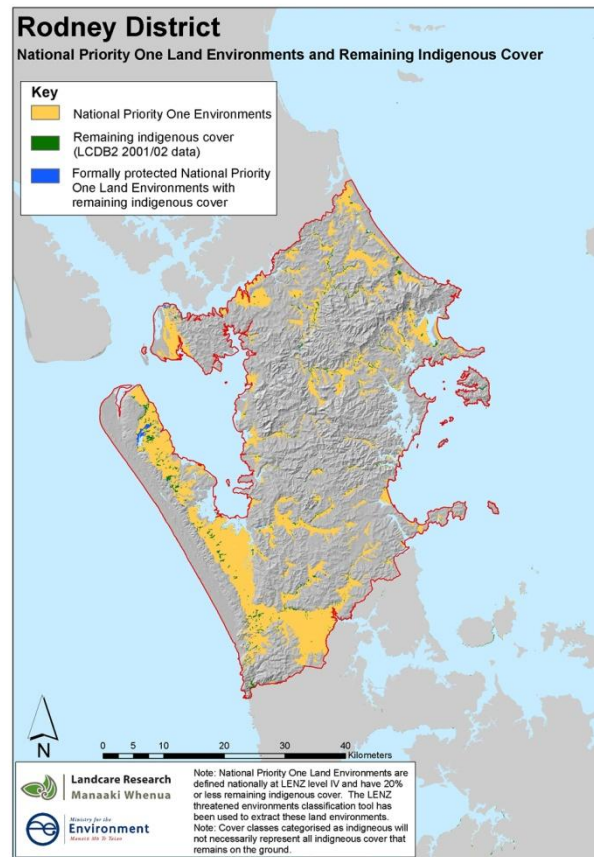 Rodney District
National Priority One Land Environments and Remaining Indigenous Cover
Key
National Priority One Environments
Remaining indigenous cover
(LCDB2 2001/02 data)
Formally protected National Priority
One Land Environments with
remaining indigenous cover
N
0 10 20 30 40
Kilometers
Landcare Research
Manaaki Whenua
Ministry for the
Environment
Manatū Mō Te Taiao
Note: National Priority One Land Environments are
defined nationally at LENZ level IV and have 20%
or less remaining indigenous cover. The LENZ
threatened environments classification tool has
been used to extract these land environments.
Note: Cover classes categorised as indigneous will
not necessarily represent all indigenous cover that
remains on the ground.